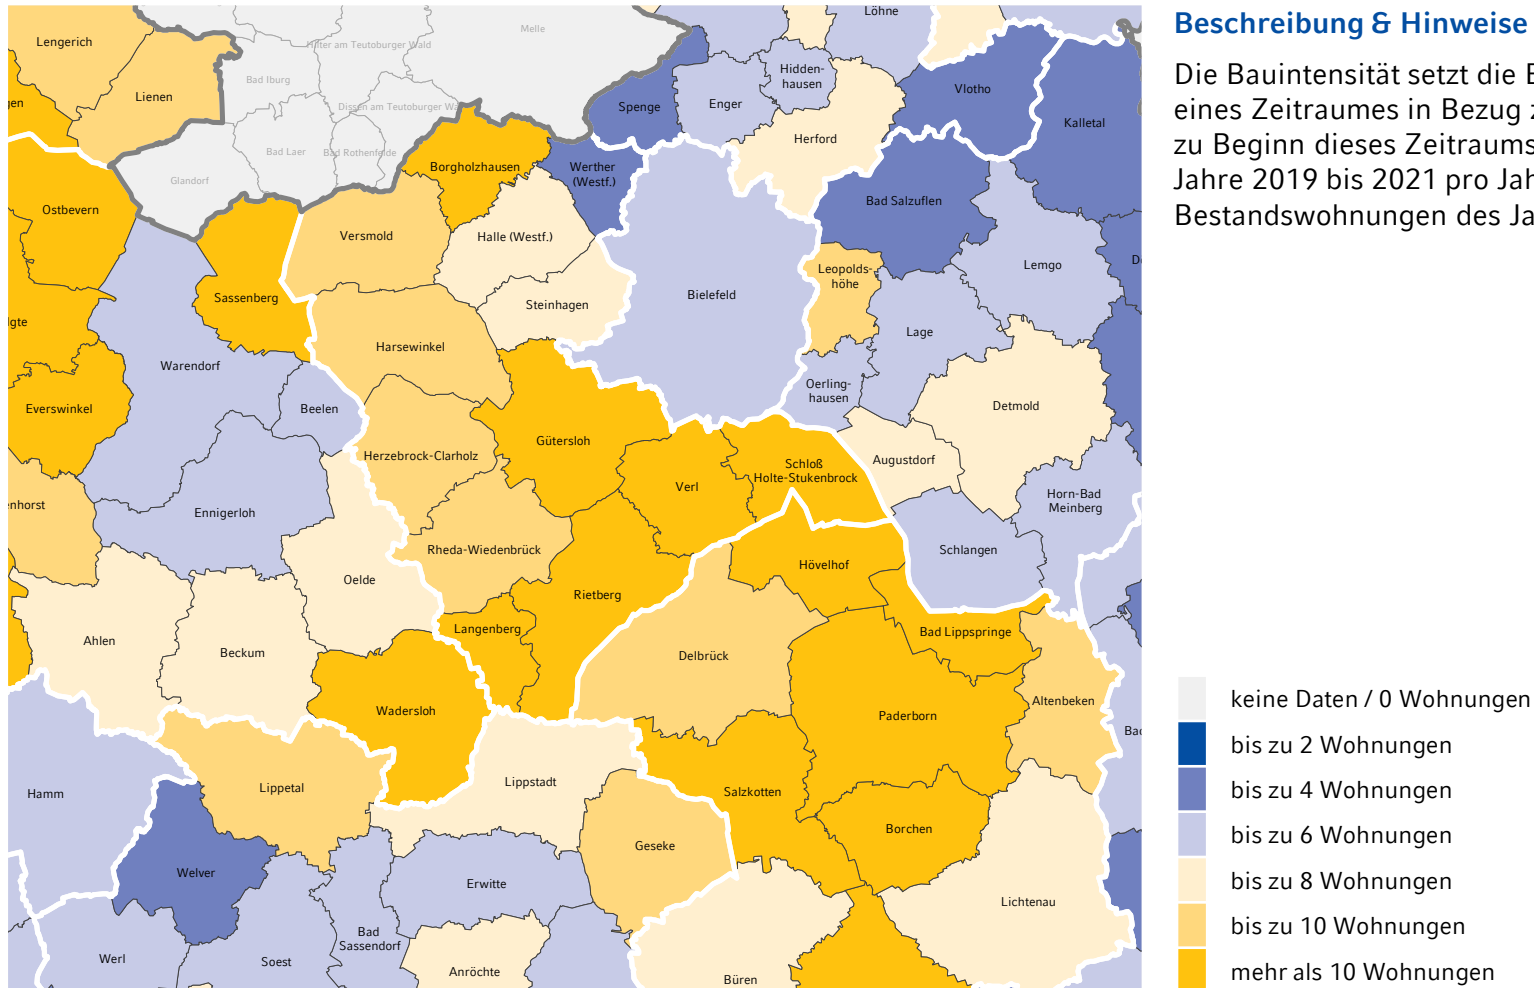 Beschreibung & Hinweise
Die Bauintensität setzt die
eines Zeitraumes in Bezug
zu Beginn dieses Zeitraums
Jahre 2019 bis 2021 pro
Bestandswohnungen des
Löhne
Melle
Lengerich
Hilter am Teutoburger Wald
Bad Iburg
Hidden-
hausen
Lienen
Dissen am Teutoburger
Spenge
Enger
Vlotho
Kalletal
Herford
Bad Laer
Bad Rothenfelde
Borgholzhausen
Werther
(Westf.)
Glandorf
Ostbevern
Bad Salzuflen
Versmold
Halle (Westf.)
Lemgo
Leopolds-
höhe
Sassenberg
Steinhagen
Bielefeld
Lage
Harsewinkel
Warendorf
Oerling-
hausen
Everswinkel
Beelen
Detmold
Gütersloh
Herzebrock-Clarholz
Augustdorf
Schloß
Holte-Stukenbrock
Verl
Horn-Bad
Meinberg
Ennigerloh
Rheda-Wiedenbrück
Schlangen
Hövelhof
Oelde
Rietberg
Langenberg
Bad Lippspringe
Ahlen
Beckum
Delbrück
Altenbeken
Wadersloh
Paderborn
Lippstadt
Lippetal
Hamm
Salzkotten
Borchen
Geseke
Welver
Erwitte
Lichtenau
Bad
Sassendorf
Werl
Soest
Anröchte
Büren
keine Daten / 0 Wohnungen
bis zu 2 Wohnungen
bis zu 4 Wohnungen
bis zu 6 Wohnungen
bis zu 8 Wohnungen
bis zu 10 Wohnungen
mehr als 10 Wohnungen